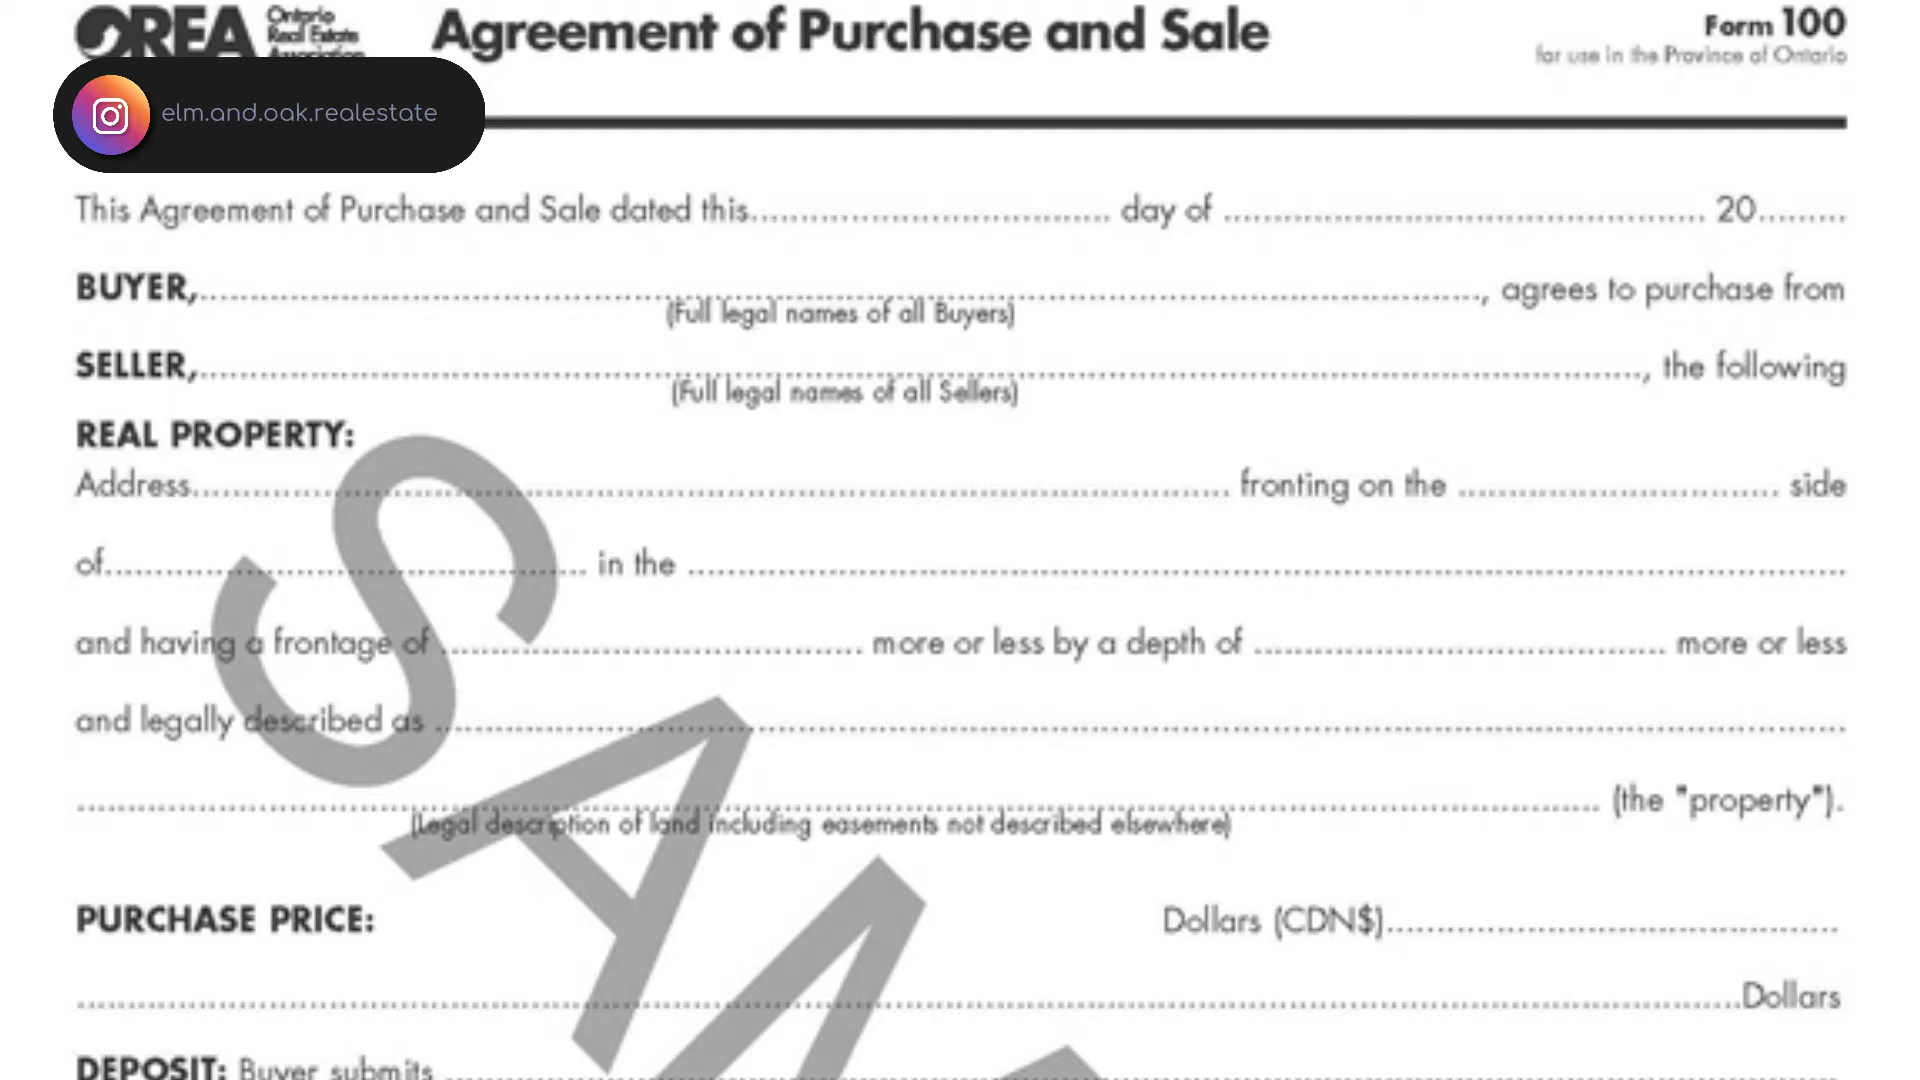 OREA Ontario Real Estate Association
Agreement of Purchase and Sale
Form 100
for use in the Province of Ontario
elm.and.oak.realestate
This Agreement of Purchase and Sale dated this.............................. day of .............................. 20.........
BUYER,.............................., agrees to purchase from
(Full legal names of all Buyers)
SELLER,.............................., the following
(Full legal names of all Sellers)
REAL PROPERTY:
Address.............................. fronting on the .............................. side
of.............................. in the ..............................
and having a frontage of .............................. more or less by a depth of .............................. more or less
and legally described as ..............................
.............................. (the "property").
(Legal description of land including easements not described elsewhere)
PURCHASE PRICE: Dollars (CDN$)..............................
..............................Dollars
DEPOSIT: Buyer submits ..............................
SAM